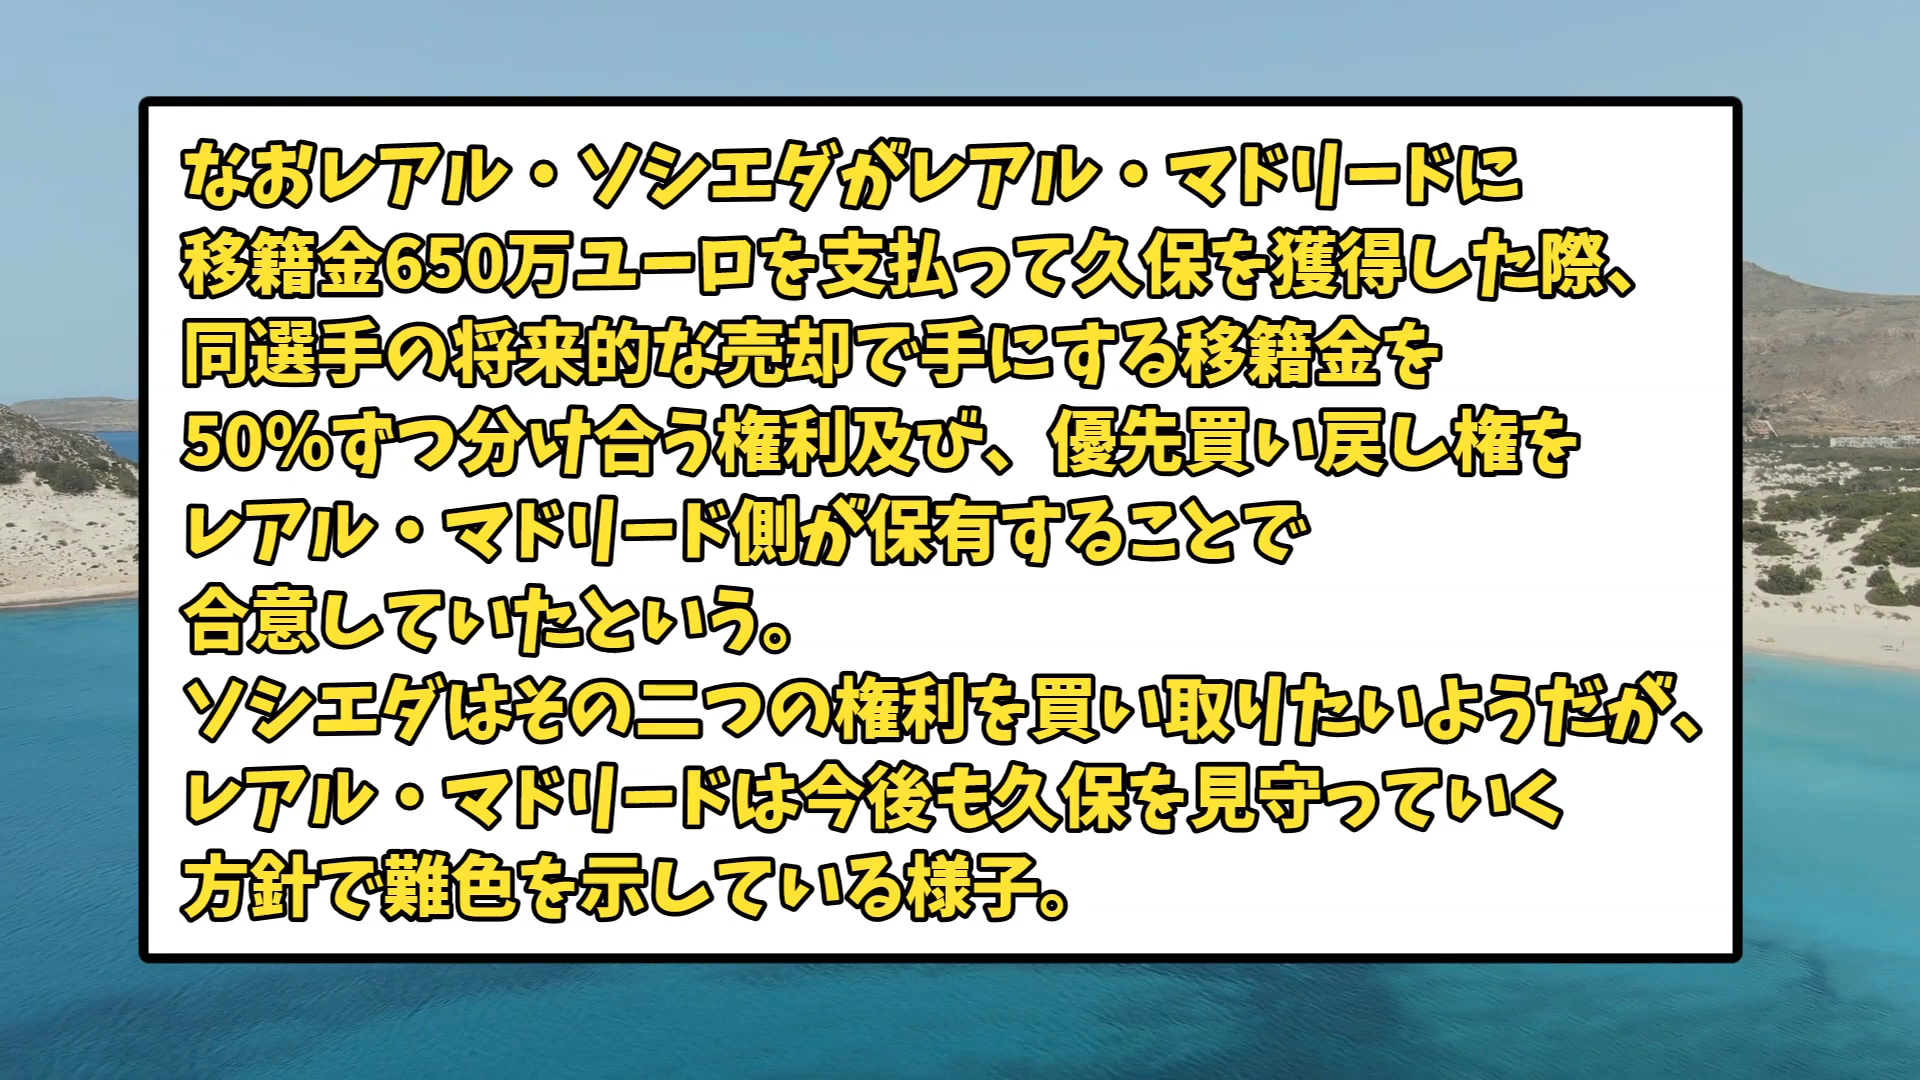 なおレアル・ソシエダがレアル・マドリードに
移籍金650万ユーロを支払って久保を獲得した際、
同選手の将来的な売却で手にする移籍金を
50%ずつ分け合う権利及び、優先買い戻し権を
レアル・マドリード側が保有することで
合意していたという。
ソシエダはその二つの権利を買い取りたいようだが、
レアル・マドリードは今後も久保を見守っていく
方針で難色を示している様子。